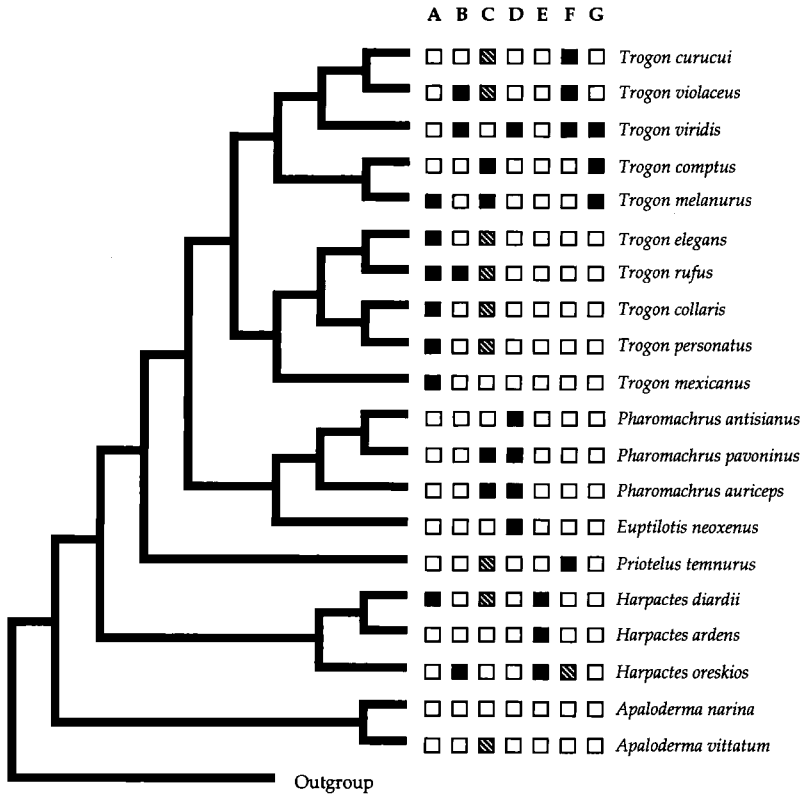 A B C D E F G
Trogon curucui
Trogon violaceus
Trogon viridis
Trogon comptus
Trogon melanurus
Trogon elegans
Trogon rufus
Trogon collaris
Trogon personatus
Trogon mexicanus
Pharomachrus antisianus
Pharomachrus pavoninus
Pharomachrus auriceps
Euptilotis neoxenus
Priotelus temnurus
Harpactes diardii
Harpactes ardens
Harpactes oreskios
Apaloderma narina
Apaloderma vittatum
Outgroup